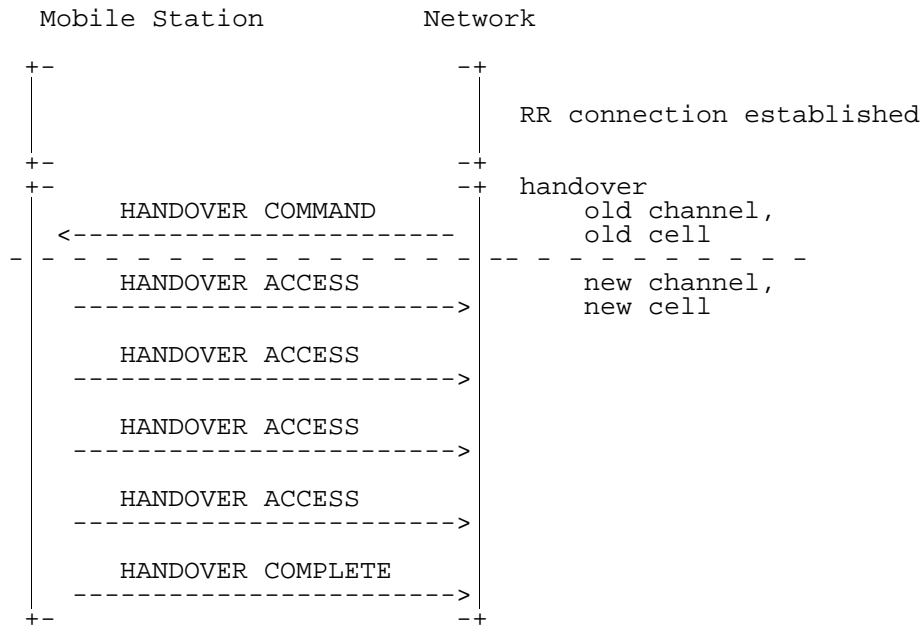 Mobile Station Network
RR connection established
handover
HANDOVER COMMAND old channel,
old cell
HANDOVER ACCESS new channel,
new cell
HANDOVER ACCESS
HANDOVER ACCESS
HANDOVER ACCESS
HANDOVER COMPLETE